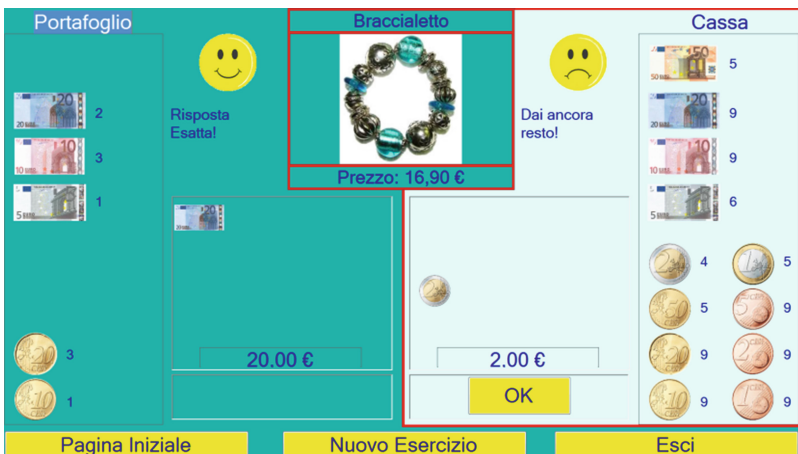 Portafoglio
Braccialetto
Cassa
Risposta
Esatta!
Dai ancora
resto!
Prezzo: 16,90 €
2
3
1
3
1
5
9
9
6
4
5
5
9
9
9
9
9
20.00 €
2.00 €
OK
Pagina Iniziale
Nuovo Esercizio
Esci